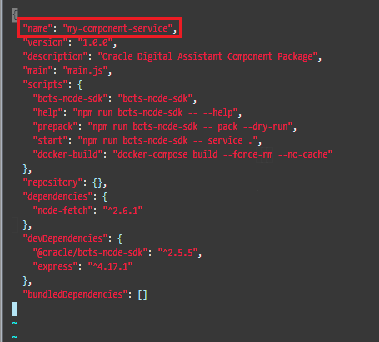 {
"name": "my-component-service",
"version": "1.0.0",
"description": "Oracle Digital Assistant Component Package",
"main": "main.js",
"scripts": {
"bots-node-sdk": "bots-node-sdk",
"help": "npm run bots-node-sdk -- --help",
"prepack": "npm run bots-node-sdk -- pack --dry-run",
"start": "npm run bots-node-sdk -- service .",
"docker-build": "docker-compose build --force-rm --no-cache"
},
"repository": {},
"dependencies": {
"node-fetch": "^2.6.1"
},
"devDependencies": {
"@oracle/bots-node-sdk": "^2.5.5",
"express": "^4.17.1"
},
"bundledDependencies": []
~
~